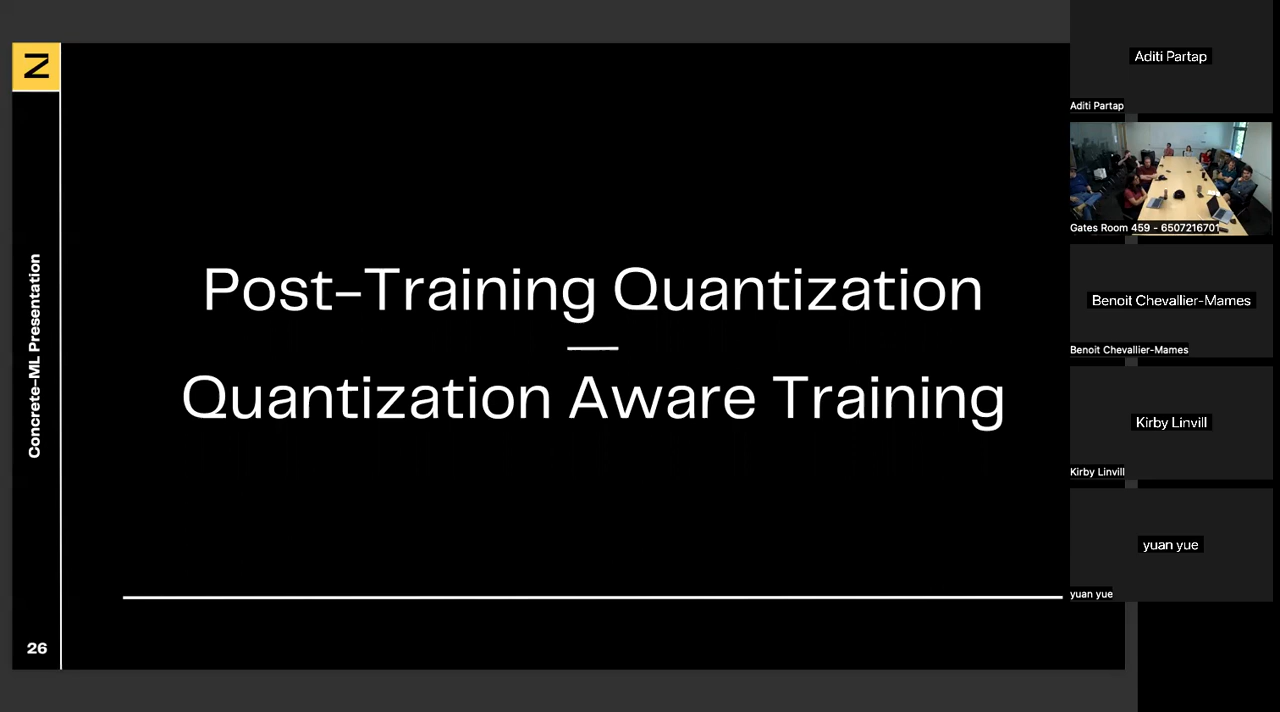 Z
Concrete-ML Presentation
26
Post-Training Quantization
Quantization Aware Training
Aditi Partap
Aditi Partap
Gates Room 459 - 6507216701
Benoit Chevallier-Mames
Benoit Chevallier-Mames
Kirby Linvill
Kirby Linvill
yuan yue
yuan yue